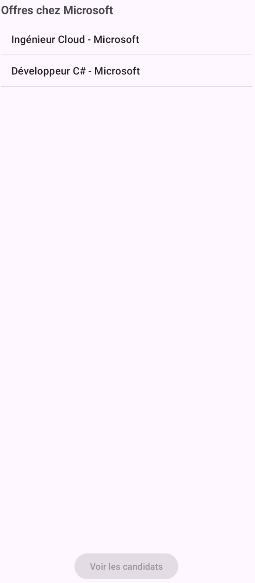 Offres chez Microsoft
Ingénieur Cloud - Microsoft
Développeur C# - Microsoft
Voir les candidats